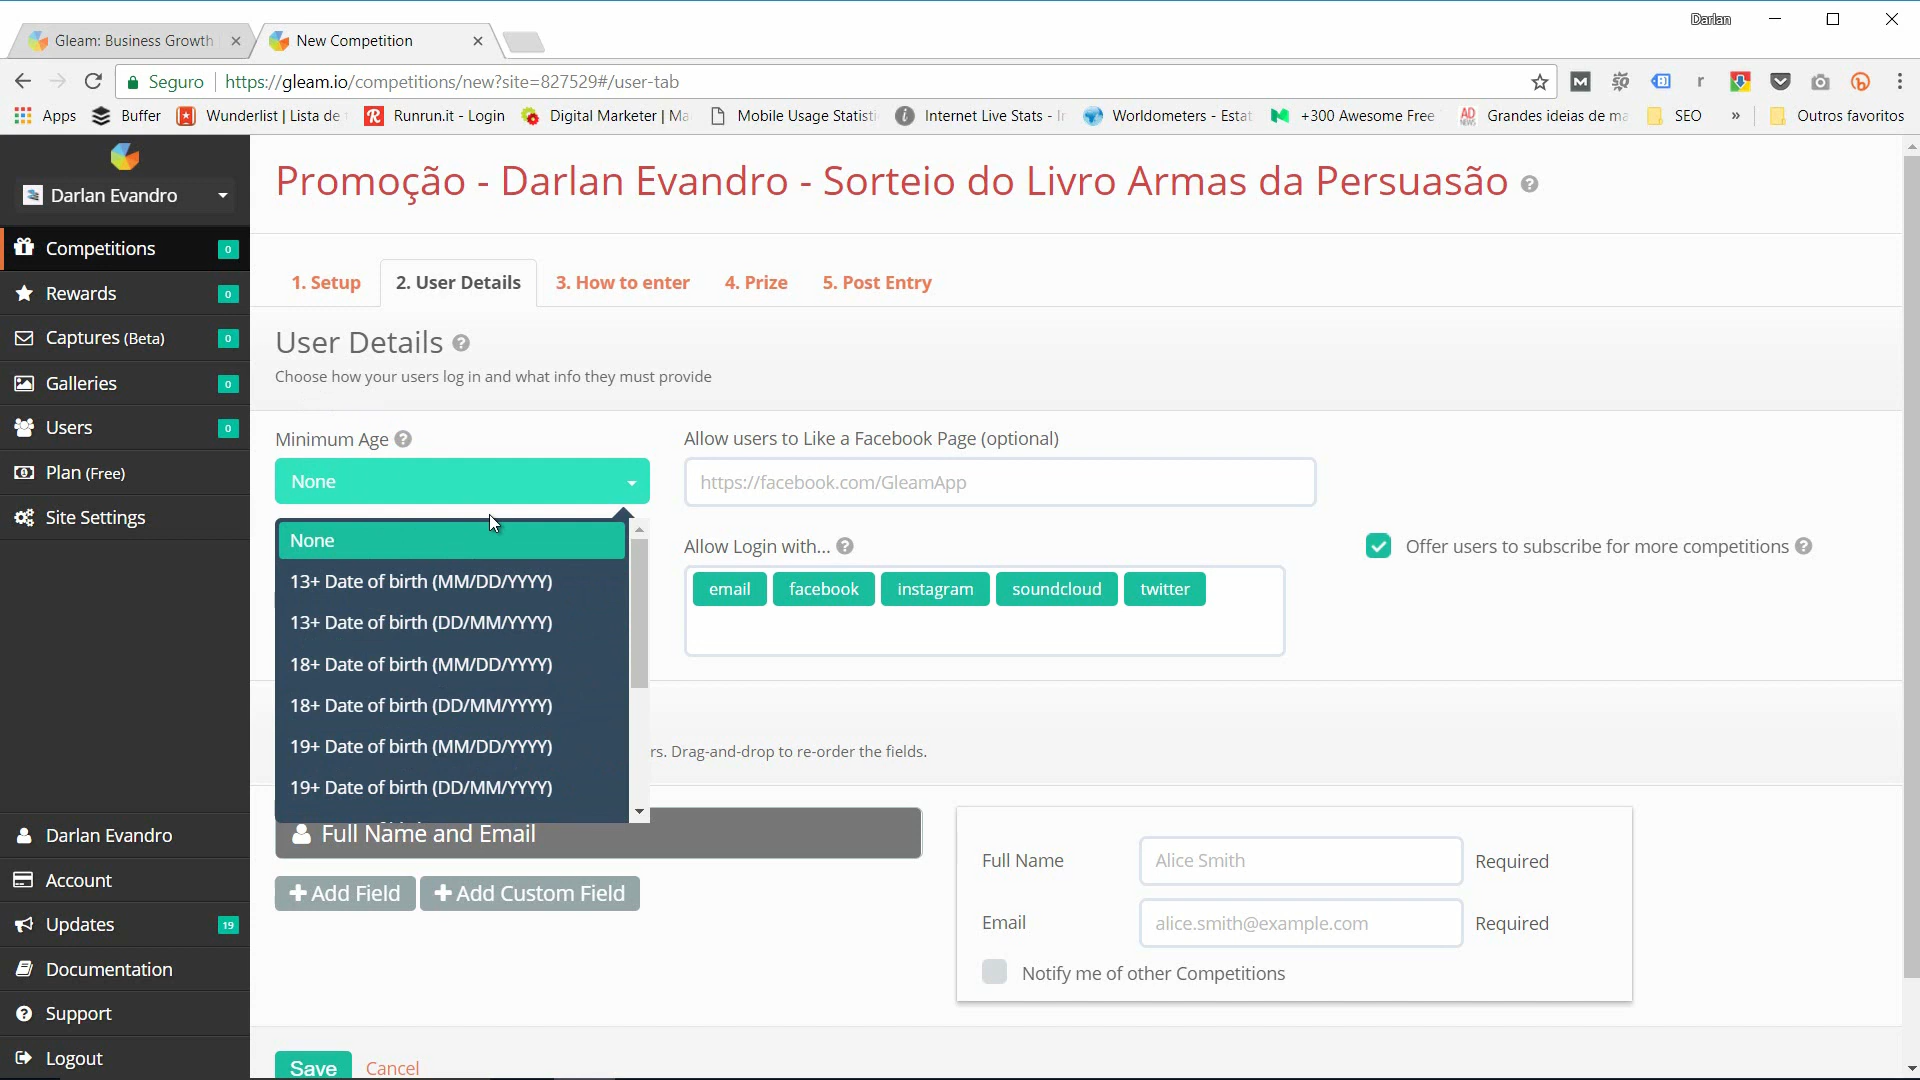 Darlan
Gleam: Business Growth
New Competition
Seguro
https://gleam.io/competitions/new?site=827529#/user-tab
Apps
Buffer
Wunderlist | Lista de
Runrun.it - Login
Digital Marketer | Ma
Mobile Usage Statisti
Internet Live Stats - I
Worldometers - Estat
+300 Awesome Free
Grandes ideias de ma
SEO
»
Outros favoritos
Darlan Evandro
Competitions 0
Rewards 0
Captures (Beta) 0
Galleries 0
Users 0
Plan (Free)
Site Settings
Darlan Evandro
Account
Updates 19
Documentation
Support
Logout
Promoção - Darlan Evandro - Sorteio do Livro Armas da Persuasão
1. Setup
2. User Details
3. How to enter
4. Prize
5. Post Entry
User Details
Choose how your users log in and what info they must provide
Minimum Age
None
None
13+ Date of birth (MM/DD/YYYY)
13+ Date of birth (DD/MM/YYYY)
18+ Date of birth (MM/DD/YYYY)
18+ Date of birth (DD/MM/YYYY)
19+ Date of birth (MM/DD/YYYY)
19+ Date of birth (DD/MM/YYYY)
Allow users to Like a Facebook Page (optional)
https://facebook.com/GleamApp
Allow Login with...
email
facebook
instagram
soundcloud
twitter
Offer users to subscribe for more competitions
rs. Drag-and-drop to re-order the fields.
Full Name and Email
+ Add Field
+ Add Custom Field
Full Name
Alice Smith
Required
Email
alice.smith@example.com
Required
Notify me of other Competitions
Save
Cancel